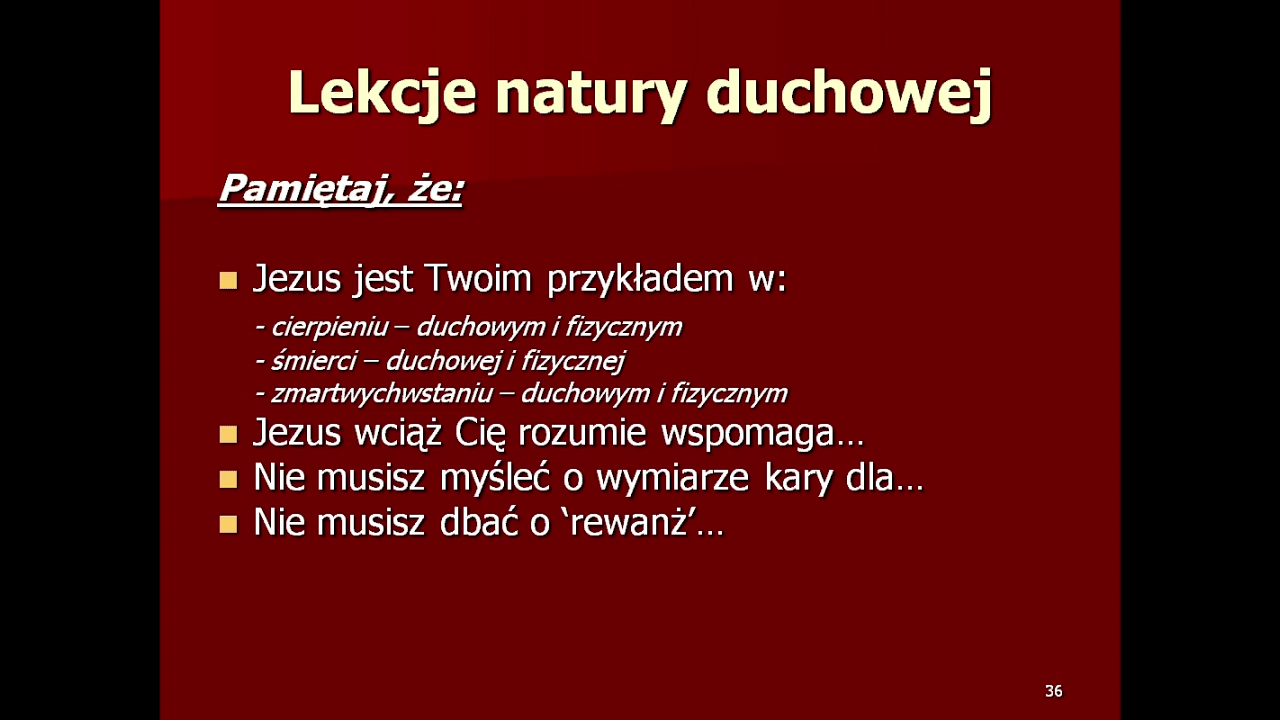 Lekcje natury duchowej
Pamiętaj, że:
Jezus jest Twoim przykładem w:
- cierpieniu – duchowym i fizycznym
- śmierci – duchowej i fizycznej
- zmartwychwstaniu – duchowym i fizycznym
Jezus wciąż Cię rozumie wspomaga…
Nie musisz myśleć o wymiarze kary dla…
Nie musisz dbać o ‘rewanż’…
36